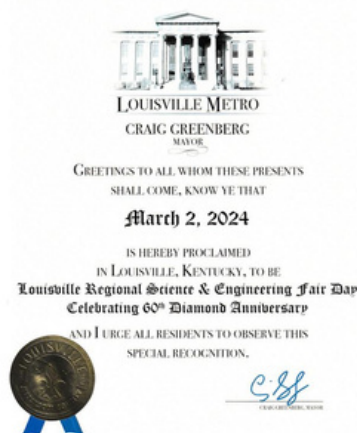 LOUISVILLE METRO
CRAIG GREENBERG
MAYOR
GREETINGS TO ALL WHOM THESE PRESENTS
SHALL COME, KNOW YE THAT
March 2, 2024
IS HEREBY PROCLAIMED
IN LOUISVILLE, KENTUCKY, TO BE
Louisville Regional Science & Engineering Fair Day
Celebrating 60th Diamond Anniversary
AND I URGE ALL RESIDENTS TO OBSERVE THIS
SPECIAL RECOGNITION.
CRAIG GREENBERG, MAYOR
LOUISVILLE